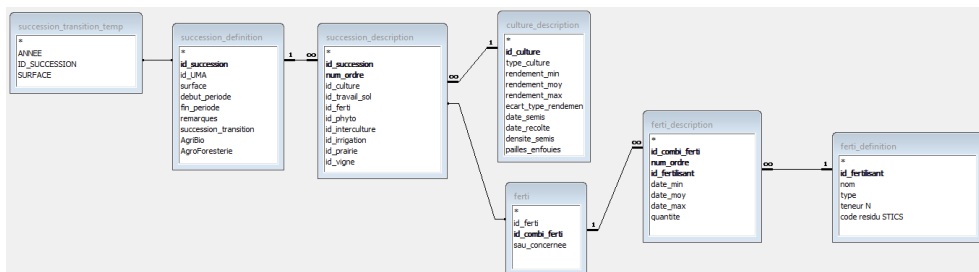 succession_transition_temp
*
ANNEE
ID_SUCCESSION
SURFACE
succession_definition
*
id_succession
id_UMA
surface
debut_periode
fin_periode
remarques
succession_transition
AgriBio
AgroForesterie
1
∞
succession_description
*
id_succession
num_ordre
id_culture
id_travail_sol
id_ferti
id_phyto
id_interculture
id_irrigation
id_prairie
id_vigne
∞
1
culture_description
*
id_culture
type_culture
rendement_min
rendement_moy
rendement_max
ecart_type_rendemen
date_semis
date_recolte
densite_semis
pailles_enfouies
ferti
*
id_ferti
id_combi_ferti
sau_concernee
1
∞
ferti_description
*
id_combi_ferti
num_ordre
id_fertilisant
date_min
date_moy
date_max
quantite
∞
1
ferti_definition
*
id_fertilisant
nom
type
teneur N
code residu STICS